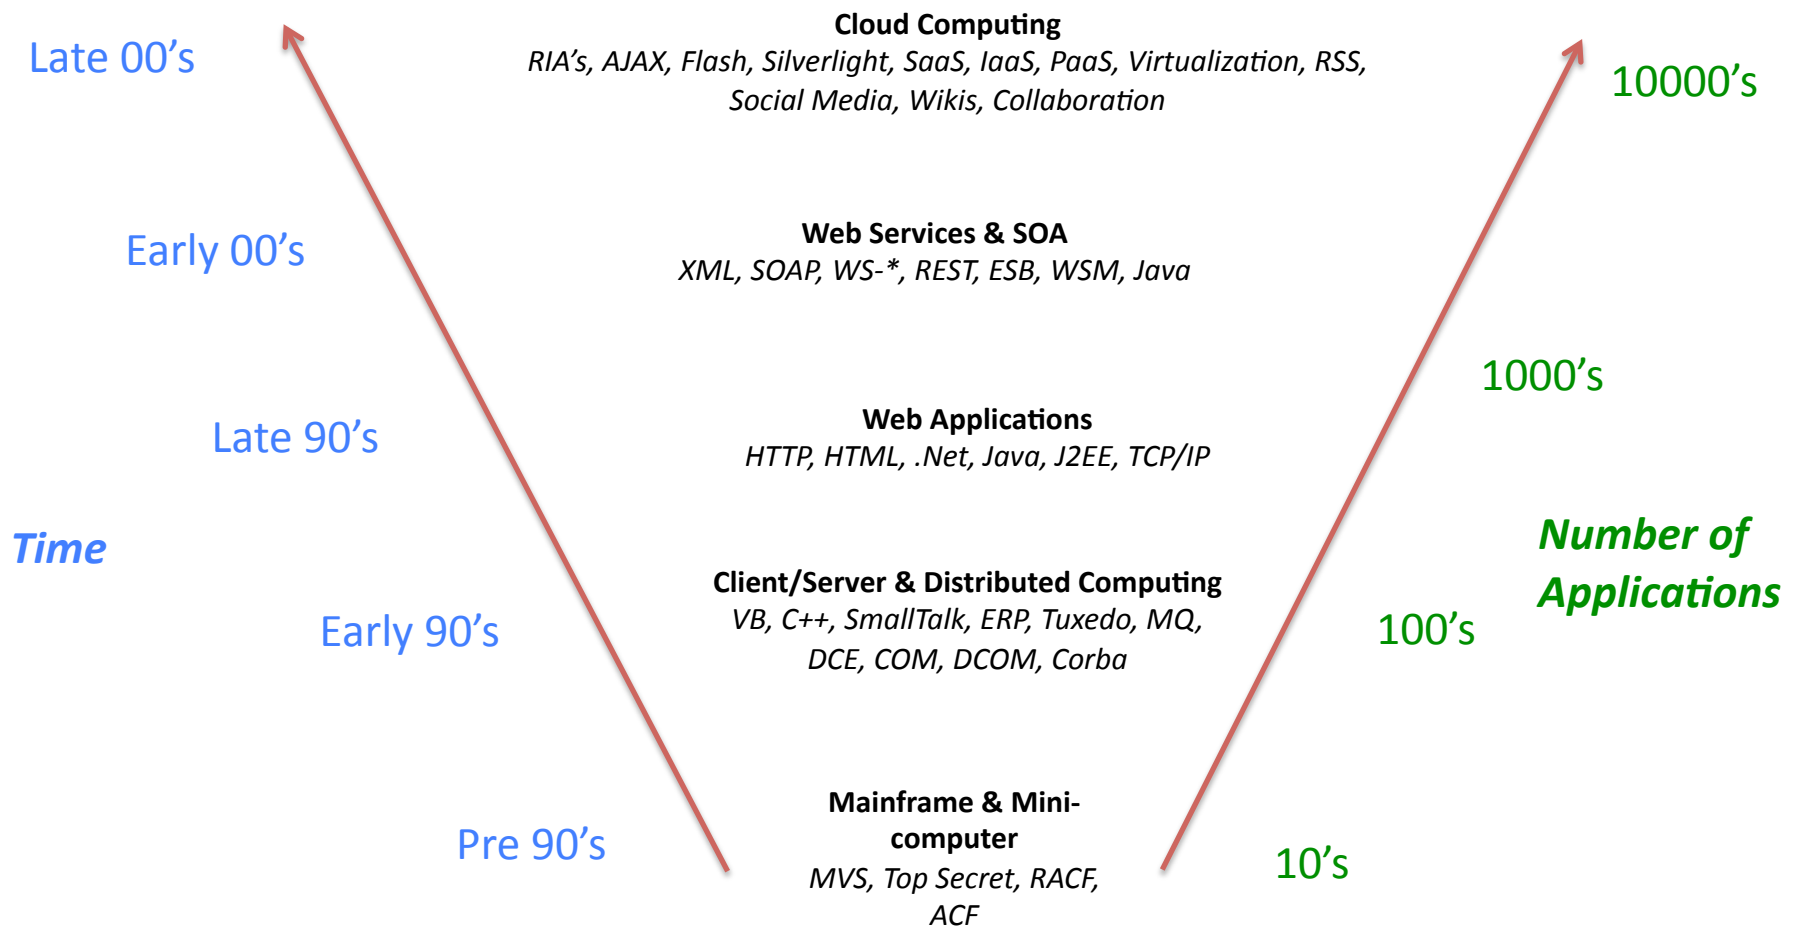 Cloud Computing
Late 00’s
RIA’s, AJAX, Flash, Silverlight, SaaS, IaaS, PaaS, Virtualization, RSS,
10000’s
Social Media, Wikis, Collaboration
Web Services & SOA
Early 00’s
XML, SOAP, WS-*, REST, ESB, WSM, Java
1000’s
Web Applications
Late 90’s
HTTP, HTML, .Net, Java, J2EE, TCP/IP
Time
Number of
Applications
Client/Server & Distributed Computing
VB, C++, SmallTalk, ERP, Tuxedo, MQ,
Early 90’s
100’s
DCE, COM, DCOM, Corba
Mainframe & Mini-
computer
Pre 90’s
10’s
MVS, Top Secret, RACF,
ACF